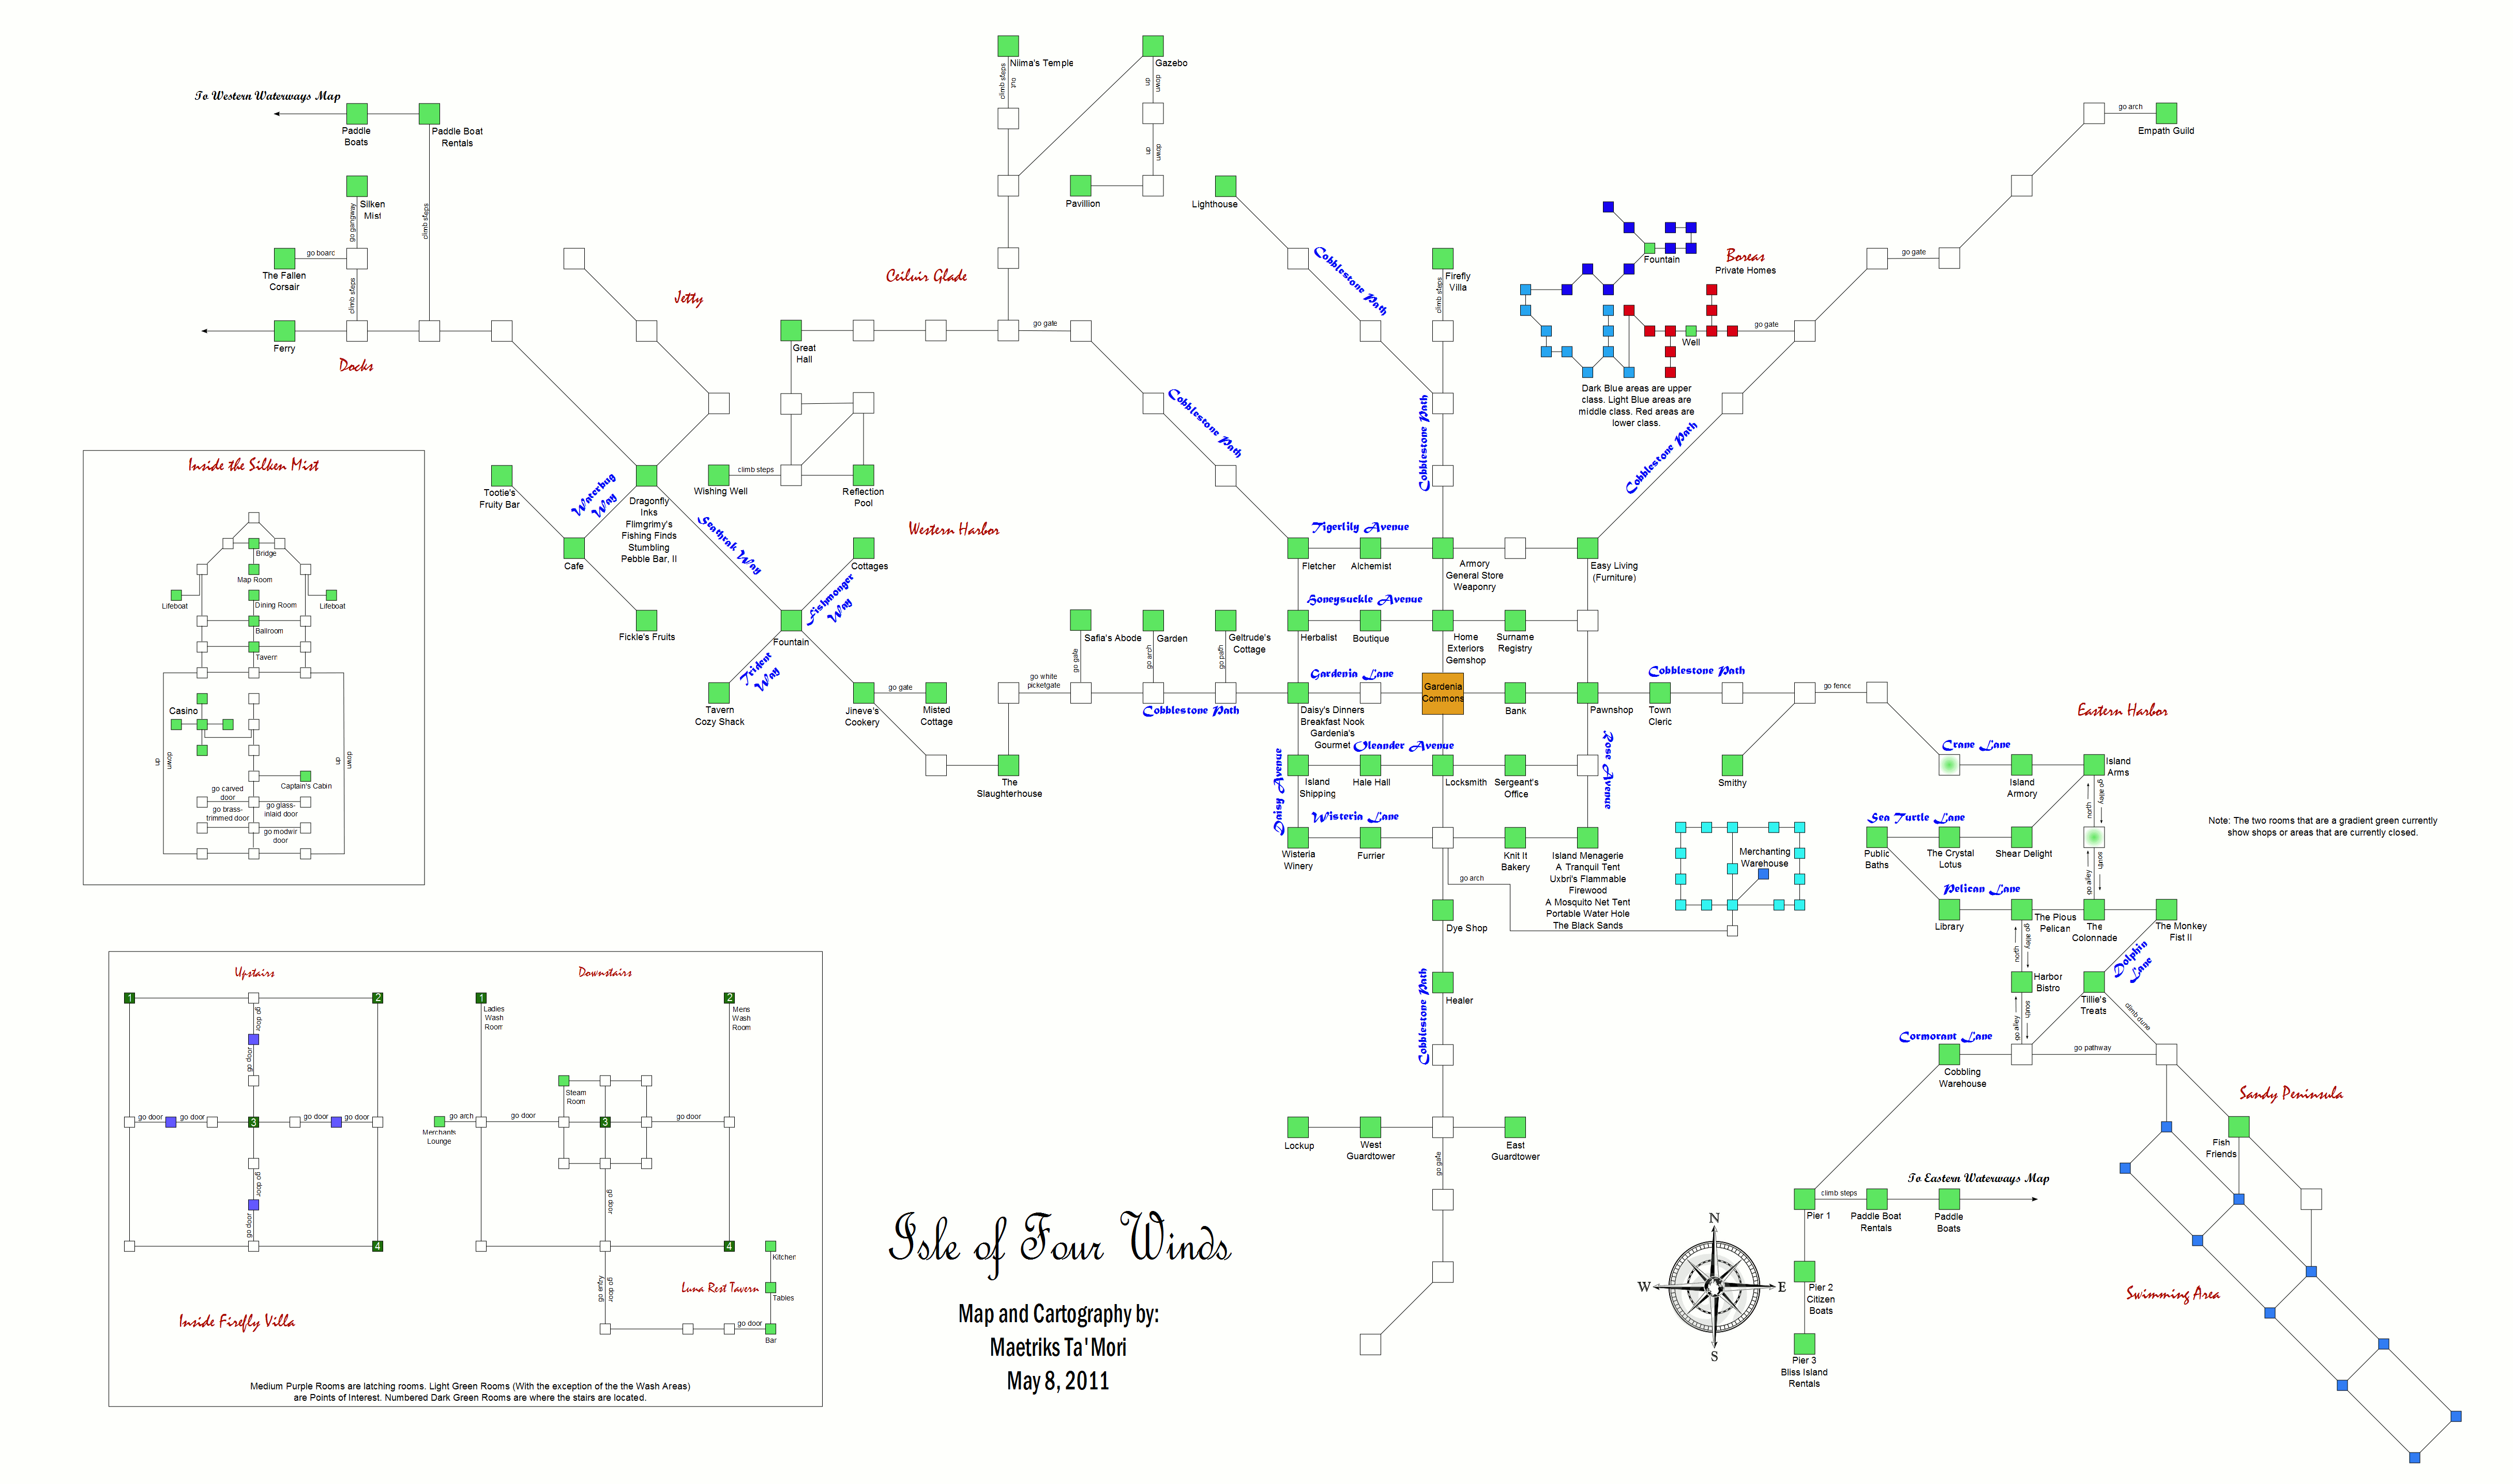 To Western Waterways Map
Paddle
Boats
Paddle Boat
Rentals
Silken
Mist
go gangway
climb steps
The Fallen
Corsair
go board
climb steps
Ferry
Docks
Jetty
Niima's Temple
climb steps
out
Gazebo
down
dn
down
dn
Pavillion
Lighthouse
Ceiluir Glade
Great
Hall
go gate
Cobblestone Path
Cobblestone Path
Firefly
Villa
climb steps
Cobblestone Path
Fountain
Boreas
Private Homes
Well
go gate
Dark Blue areas are upper
class. Light Blue areas are
middle class. Red areas are
lower class.
Cobblestone Path
go gate
go arch
Empath Guild
Tootie's
Fruity Bar
Waterbug
Way
Dragonfly
Inks
Flimgrimy's
Fishing Finds
Stumbling
Pebble Bar, II
Cafe
Fickle's Fruits
Seathrak Way
Wishing Well
climb steps
Reflection
Pool
Western Harbor
Cottages
Fishmonger
Way
Fountain
Trident
Way
Tavern
Cozy Shack
Jineve's
Cookery
go gate
Misted
Cottage
The
Slaughterhouse
go white
picketgate
Safia's Abode
go gate
Garden
go arch
Geltrude's
Cottage
go gap
Cobblestone Path
Tigerlily Avenue
Fletcher
Alchemist
Armory
General Store
Weaponry
Easy Living
(Furniture)
Honeysuckle Avenue
Herbalist
Boutique
Home
Exteriors
Gemshop
Surname
Registry
Gardenia Lane
Gardenia
Commons
Daisy's Dinners
Breakfast Nook
Gardenia's
Gourmet
Bank
Pawnshop
Town
Cleric
Cobblestone Path
go fence
Smithy
Oleander Avenue
Daisy Avenue
Rose Avenue
Island
Shipping
Hale Hall
Locksmith
Sergeant's
Office
Wisteria Lane
Wisteria
Winery
Furrier
Knit It
Bakery
Island Menagerie
A Tranquil Tent
Uxbri's Flammable
Firewood
A Mosquito Net Tent
Portable Water Hole
The Black Sands
go arch
Merchanting
Warehouse
Dye Shop
Healer
Cobblestone Path
Lockup
West
Guardtower
East
Guardtower
go gate
Eastern Harbor
Crane Lane
Island
Armory
Island
Arms
go alley
north
Sea Turtle Lane
Public
Baths
The Crystal
Lotus
Shear Delight
go alley
south
Note: The two rooms that are a gradient green currently
show shops or areas that are currently closed.
Pelican Lane
Library
The Pious
Pelican
The
Colonnade
The Monkey
Fist II
go alley
north
Dolphin
Lane
Harbor
Bistro
Tillie's
Treats
go alley
south
climb dune
Cormorant Lane
Cobbling
Warehouse
go pathway
Sandy Peninsula
Fish
Friends
Swimming Area
To Eastern Waterways Map
Pier 1
climb steps
Paddle Boat
Rentals
Paddle
Boats
Pier 2
Citizen
Boats
Pier 3
Bliss Island
Rentals
N
W
E
S
Inside the Silken Mist
Bridge
Map Room
Lifeboat
Dining Room
Lifeboat
Ballroom
Tavern
Casino
down
dn
down
dn
Captain's Cabin
go carved
door
go glass-
inlaid door
go brass-
trimmed door
go modwir
door
Upstairs
1
2
go door
go door
go door
go door
3
go door
go door
go door
go door
4
Inside Firefly Villa
Downstairs
1
2
Ladies
Wash
Room
Mens
Wash
Room
Steam
Room
Merchants
Lounge
go arch
go door
3
go door
go door
4
go entry
go door
Kitchen
Luna Rest Tavern
Tables
go door
Bar
Medium Purple Rooms are latching rooms. Light Green Rooms (With the exception of the the Wash Areas)
are Points of Interest. Numbered Dark Green Rooms are where the stairs are located.
Isle of Four Winds
Map and Cartography by:
Maetriks Ta'Mori
May 8, 2011